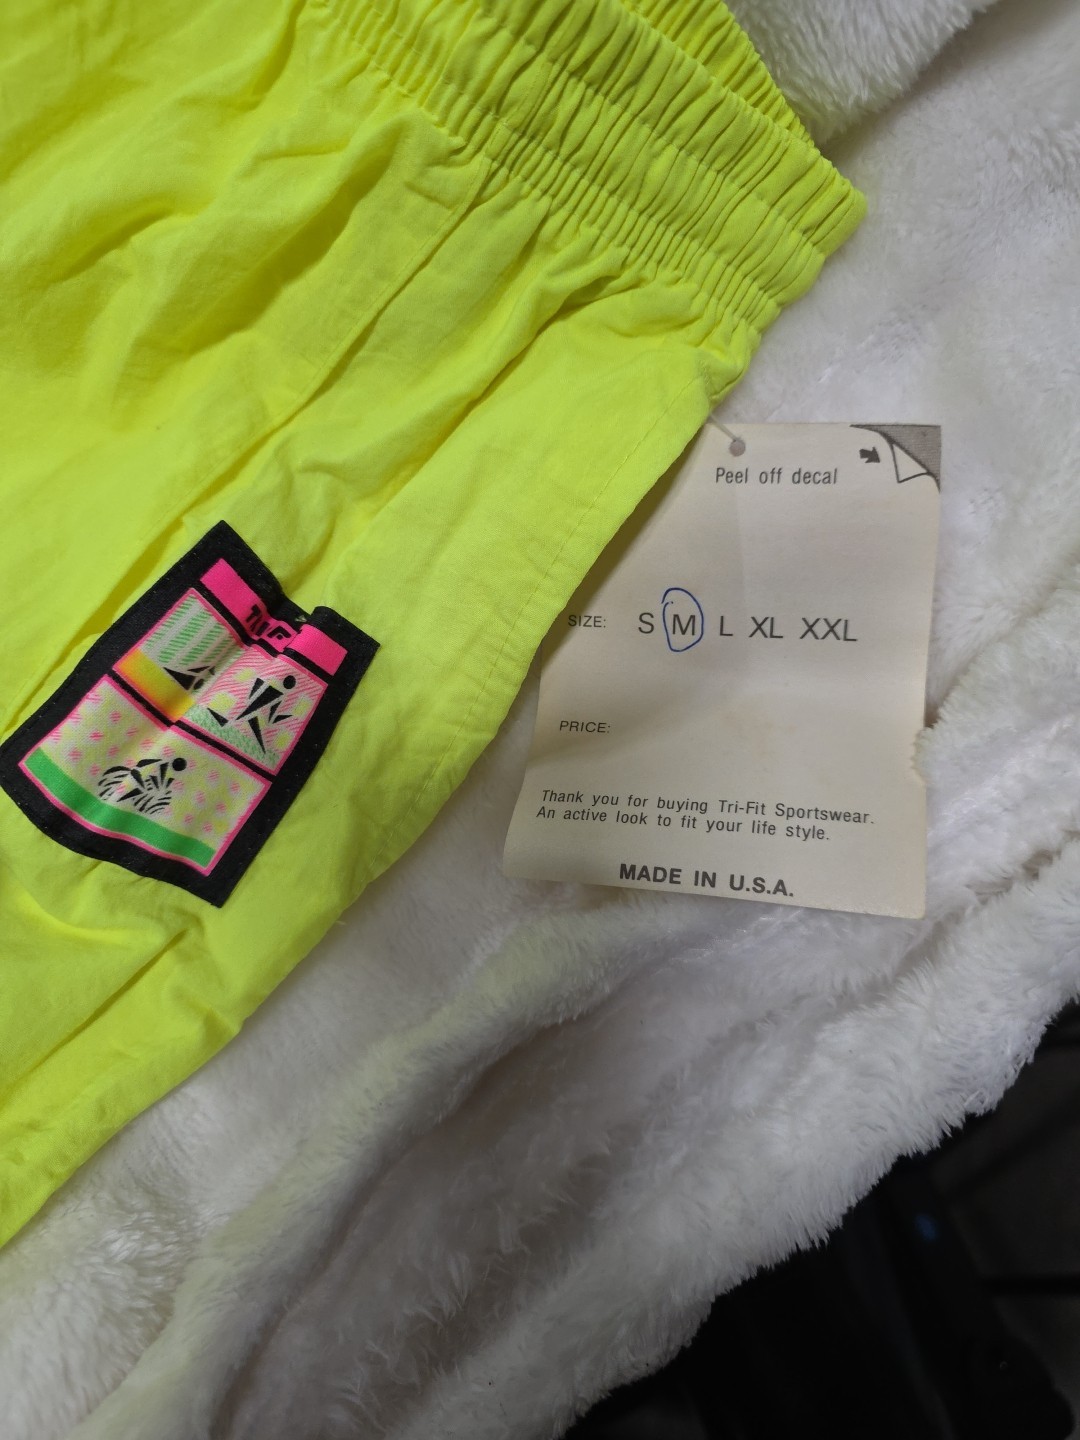 Peel off decal
SIZE: S M L XL XXL
PRICE:
Thank you for buying Tri-Fit Sportswear.
An active look to fit your life style.
MADE IN U.S.A.